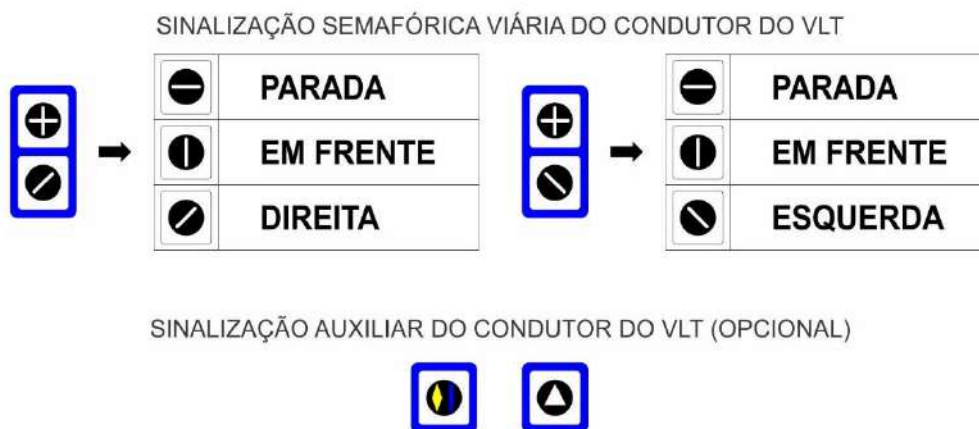 SINALIZAÇÃO SEMAFÓRICA VIÁRIA DO CONDUTOR DO VLT
PARADA
EM FRENTE
DIREITA
PARADA
EM FRENTE
ESQUERDA
SINALIZAÇÃO AUXILIAR DO CONDUTOR DO VLT (OPCIONAL)